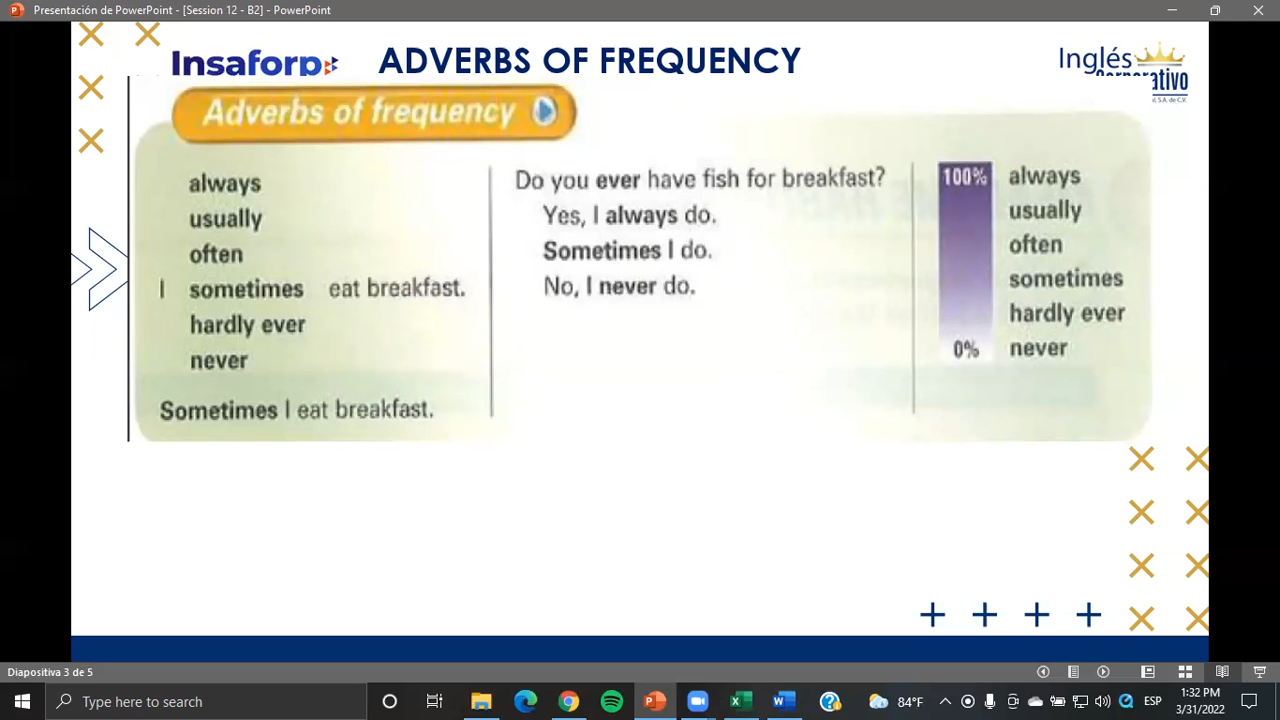 Presentación de PowerPoint - [Session 12 - B2] - PowerPoint
Insaforp
ADVERBS OF FREQUENCY
Inglés
Corporativo
, S.A. de C.V.
Adverbs of frequency
always
usually
often
I sometimes eat breakfast.
hardly ever
never
Sometimes I eat breakfast.
Do you ever have fish for breakfast?
Yes, I always do.
Sometimes I do.
No, I never do.
100% always
usually
often
sometimes
hardly ever
0% never
Diapositiva 3 de 5
Type here to search
84°F
ESP
1:32 PM
3/31/2022